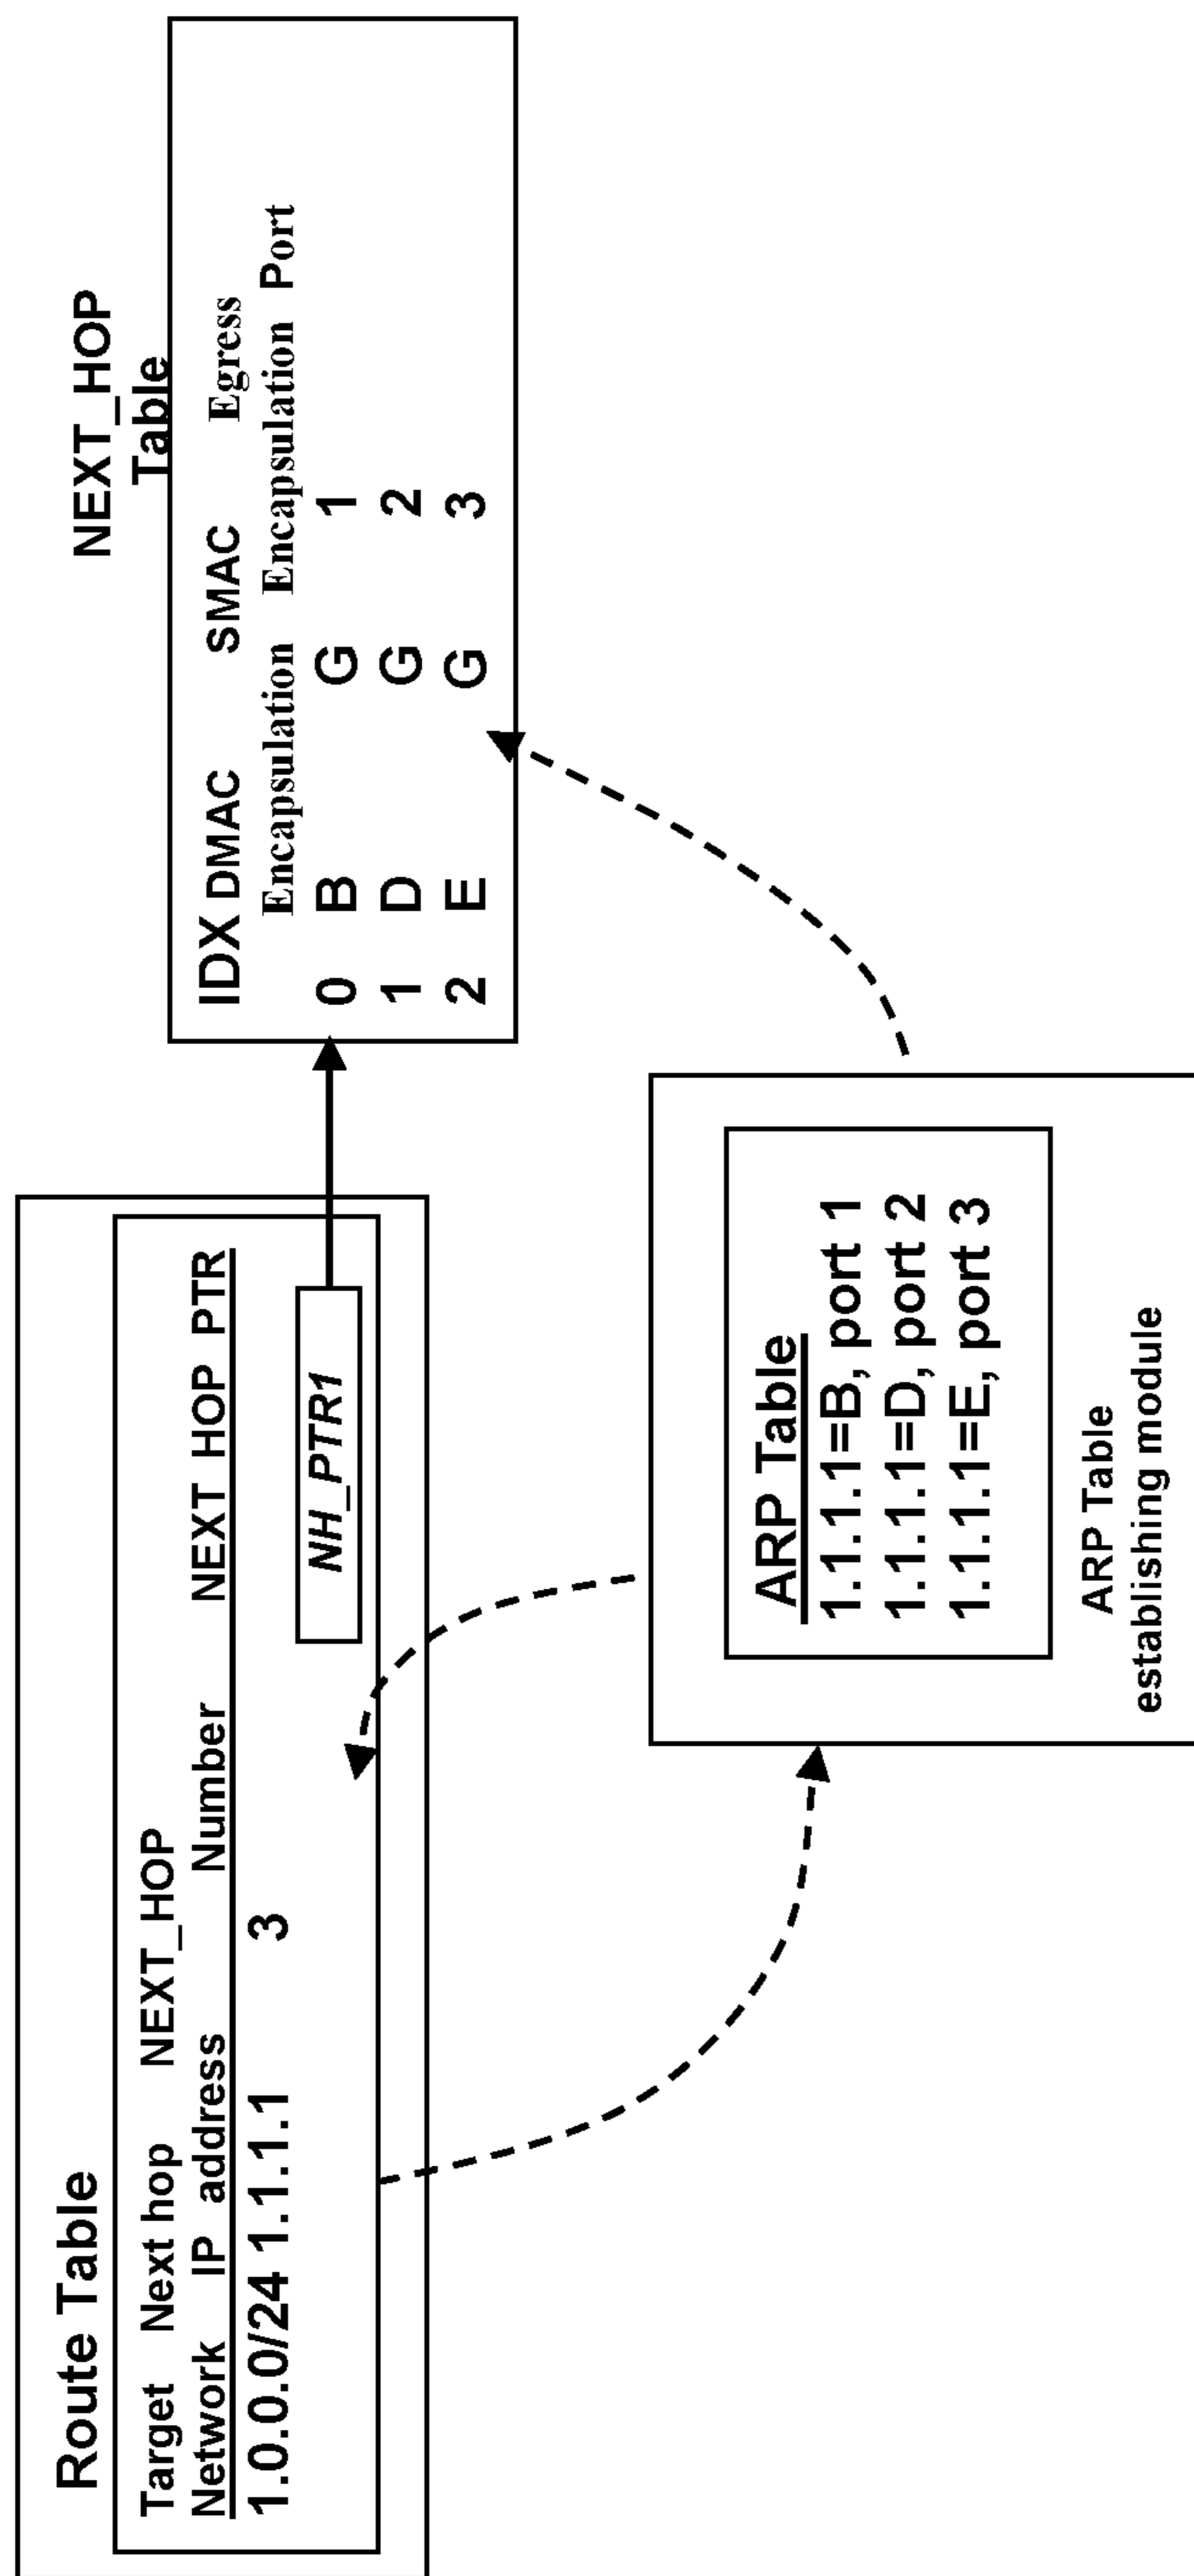 Route Table
Target Next hop NEXT_HOP
Network IP address Number NEXT HOP PTR
1.0.0.0/24 1.1.1.1 3
NH_PTR1
NEXT_HOP
Table
IDX DMAC SMAC Egress
Encapsulation Encapsulation Port
0 B G 1
1 D G 2
2 E G 3
ARP Table
1.1.1.1=B, port 1
1.1.1.1=D, port 2
1.1.1.1=E, port 3
ARP Table
establishing module